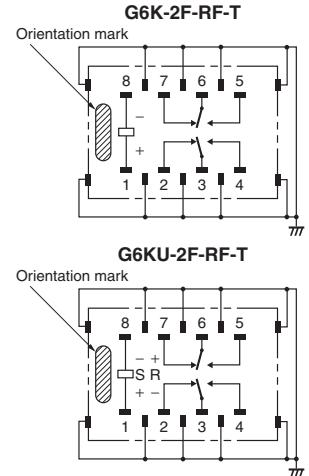 G6K-2F-RF-T
Orientation mark
8 7 6 5
−
+
1 2 3 4
G6KU-2F-RF-T
Orientation mark
8 7 6 5
− +
S R
+ −
1 2 3 4